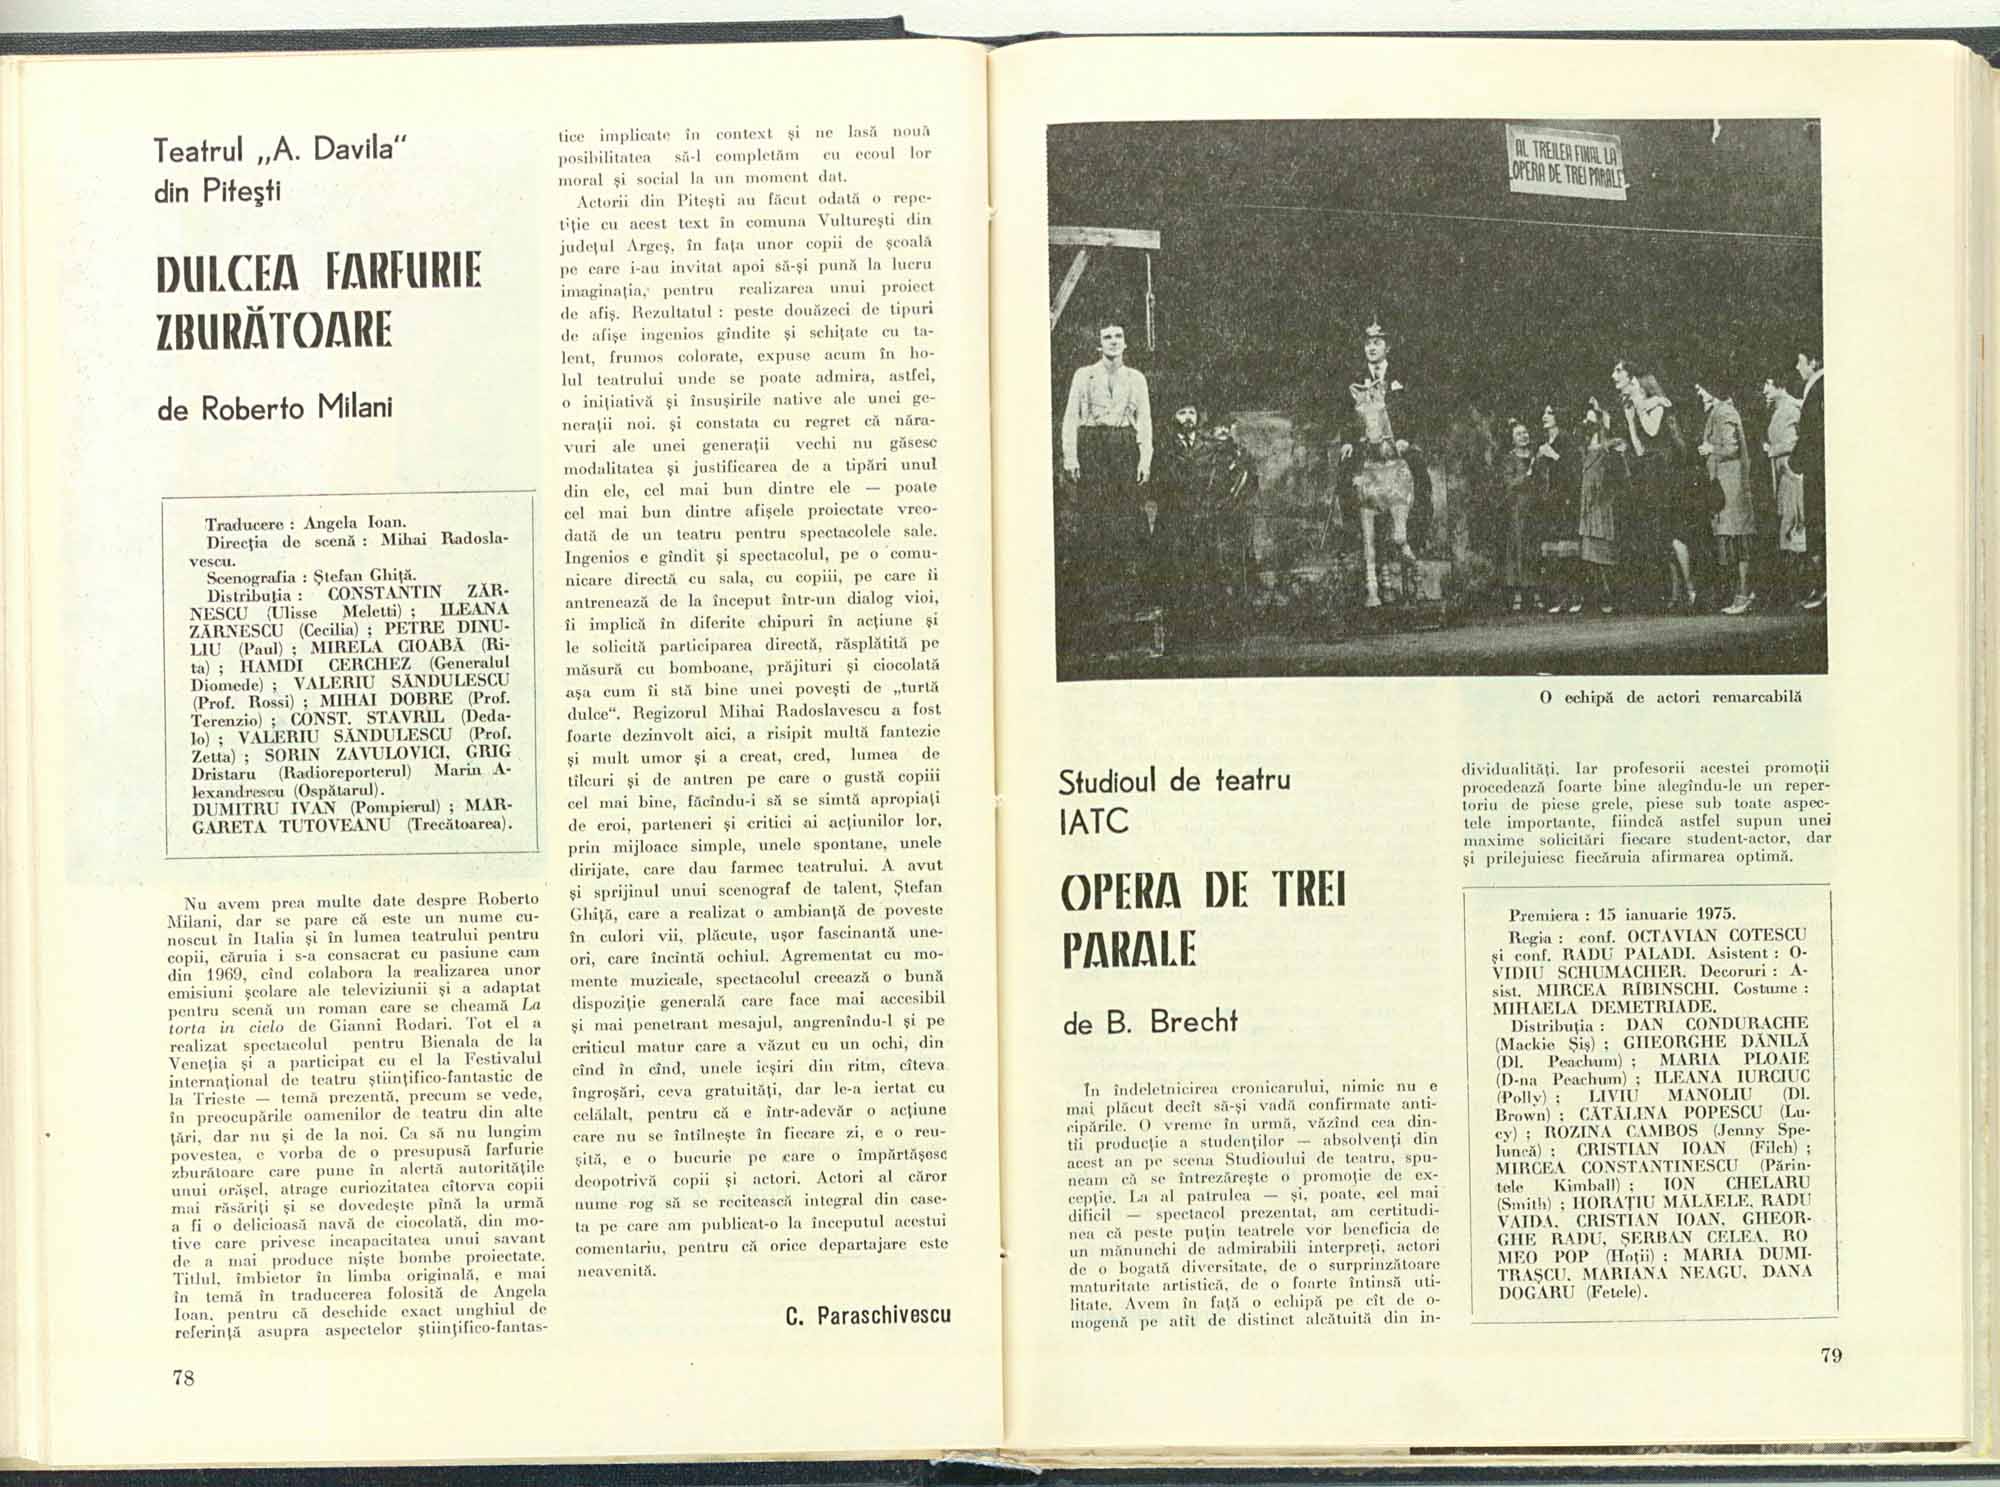 Teatrul „A. Davila“
din Piteşti
DULCEA FARFURIE
ZBURĂTOARE
de Roberto Milani
Traducere : Angela Ioan.
Direcţia de scenă : Mihai Radosla-
vescu.
Scenografia : Ştefan Ghiţă.
Distribuţia : CONSTANTIN ZĂR-
NESCU (Ulisse Meletti) ; ILEANA
ZĂRNESCU (Cecilia) ; PETRE DINU-
LIU (Paul) ; MIRELA CIOABĂ (Ri-
ta) ; HAMDI CERCHEZ (Generalul
Diomede) ; VALERIU SĂNDULESCU
(Prof. Rossi) ; MIHAI DOBRE (Prof.
Terenzio) ; CONST. STAVRIL (Deda-
lo) ; VALERIU SĂNDULESCU (Prof.
Zetta) ; SORIN ZAVULOVICI, GRIG
Dristaru (Radioreporterul) Marin A-
lexandrescu (Ospătarul).
DUMITRU IVAN (Pompierul) ; MAR-
GARETA TUTOVEANU (Trecătoarea).
Nu avem prea multe date despre Roberto
Milani, dar se pare că este un nume cu-
noscut în Italia şi în lumea teatrului pentru
copii, căruia i s-a consacrat cu pasiune cam
din 1969, cînd colabora la realizarea unor
emisiuni şcolare ale televiziunii şi a adaptat
pentru scenă un roman care se cheamă La
torta in cielo de Gianni Rodari. Tot el a
realizat spectacolul pentru Bienala de la
Veneţia şi a participat cu el la Festivalul
internaţional de teatru ştiinţifico-fantastic de
la Trieste — temă prezentă, precum se vede,
în preocupările oamenilor de teatru din alte
ţări, dar nu şi de la noi. Ca să nu lungim
povestea, e vorba de o presupusă farfurie
zburătoare care pune în alertă autorităţile
unui orăşel, atrage curiozitatea cîtorva copii
mai răsăriţi şi se dovedeşte pînă la urmă
a fi o delicioasă navă de ciocolată, din mo-
tive care privesc incapacitatea unui savant
de a mai produce nişte bombe proiectate.
Titlul, îmbietor în limba originală, e mai
în temă în traducerea folosită de Angela
Ioan, pentru că deschide exact unghiul de
referinţă asupra aspectelor ştiinţifico-fantas-
78
tice implicate în context şi ne lasă nouă
posibilitatea să-l completăm cu ecoul lor
moral şi social la un moment dat.
Actorii din Piteşti au făcut odată o repe-
tiţie cu acest text în comuna Vultureşti din
judeţul Argeş, în faţa unor copii de şcoală
pe care i-au invitat apoi să-şi pună la lucru
imaginaţia, pentru realizarea unui proiect
de afiş. Rezultatul : peste douăzeci de tipuri
de afişe ingenios gîndite şi schiţate cu ta-
lent, frumos colorate, expuse acum în ho-
lul teatrului unde se poate admira, astfel,
o iniţiativă şi însuşirile native ale unei ge-
neraţii noi. şi constata cu regret că năra-
vuri ale unei generaţii vechi nu găsesc
modalitatea şi justificarea de a tipări unul
din ele, cel mai bun dintre ele — poate
cel mai bun dintre afişele proiectate vreo-
dată de un teatru pentru spectacolele sale.
Ingenios e gîndit şi spectacolul, pe o comu-
nicare directă cu sala, cu copiii, pe care îi
antrenează de la început într-un dialog vioi,
îi implică în diferite chipuri în acţiune şi
le solicită participarea directă, răsplătită pe
măsură cu bomboane, prăjituri şi ciocolată
aşa cum îi stă bine unei poveşti de „turtă
dulce“. Regizorul Mihai Radoslavescu a fost
foarte dezinvolt aici, a risipit multă fantezie
şi mult umor şi a creat, cred, lumea de
tîlcuri şi de antren pe care o gustă copiii
cel mai bine, făcîndu-i să se simtă apropiaţi
de eroi, parteneri şi critici ai acţiunilor lor,
prin mijloace simple, unele spontane, unele
dirijate, care dau farmec teatrului. A avut
şi sprijinul unui scenograf de talent, Ştefan
Ghiţă, care a realizat o ambianţă de poveste
în culori vii, plăcute, uşor fascinantă une-
ori, care încîntă ochiul. Agrementat cu mo-
mente muzicale, spectacolul creează o bună
dispoziţie generală care face mai accesibil
şi mai penetrant mesajul, angrenîndu-l şi pe
criticul matur care a văzut cu un ochi, din
cînd în cînd, unele ieşiri din ritm, cîteva
îngroşări, ceva gratuităţi, dar le-a iertat cu
celălalt, pentru că e într-adevăr o acţiune
care nu se întîlneşte în fiecare zi, e o reu-
şită, e o bucurie pe care o împărtăşesc
deopotrivă copii şi actori. Actori al căror
nume rog să se recitească integral din case-
ta pe care am publicat-o la începutul acestui
comentariu, pentru că orice departajare este
neavenită.
C. Paraschivescu
AL TREILEA FINAL LA
OPERA DE TREI PARALE
O echipă de actori remarcabilă
Studioul de teatru
IATC
OPERA DE TREI
PARALE
de B. Brecht
În îndeletnicirea cronicarului, nimic nu e
mai plăcut decît să-şi vadă confirmate anti-
cipările. O vreme în urmă, văzînd cea din-
tîi producţie a studenţilor — absolvenţi din
acest an pe scena Studioului de teatru, spu-
neam că se întrezăreşte o promoţie de ex-
cepţie. La al patrulea — şi, poate, cel mai
dificil — spectacol prezentat, am certitudi-
nea că peste puţin teatrele vor beneficia de
un mănunchi de admirabili interpreţi, actori
de o bogată diversitate, de o surprinzătoare
maturitate artistică, de o foarte întinsă uti-
litate. Avem în faţă o echipă pe cît de o-
mogenă pe atît de distinct alcătuită din in-
dividualităţi. Iar profesorii acestei promoţii
procedează foarte bine alegîndu-le un reper-
toriu de piese grele, piese sub toate aspec-
tele importante, fiindcă astfel supun unei
maxime solicitări fiecare student-actor, dar
şi prilejuiesc fiecăruia afirmarea optimă.
Premiera : 15 ianuarie 1975.
Regia : conf. OCTAVIAN COTESCU
şi conf. RADU PALADI. Asistent : O-
VIDIU SCHUMACHER. Decoruri : A-
sist. MIRCEA RÎBINSCHI. Costume :
MIHAELA DEMETRIADE.
Distribuţia : DAN CONDURACHE
(Mackie Şiş) ; GHEORGHE DĂNILĂ
(Dl. Peachum) ; MARIA PLOAIE
(D-na Peachum) ; ILEANA IURCIUC
(Polly) ; LIVIU MANOLIU (Dl.
Brown) ; CĂTĂLINA POPESCU (Lu-
cy) ; ROZINA CAMBOS (Jenny Spe-
luncă) : CRISTIAN IOAN (Filch) ;
MIRCEA CONSTANTINESCU (Părin-
tele Kimball) ; ION CHELARU
(Smith) ; HORAŢIU MĂLĂELE, RADU
VAIDA, CRISTIAN IOAN, GHEOR-
GHE RADU, ŞERBAN CELEA, RO
MEO POP (Hoţii) : MARIA DUMI-
TRAŞCU, MARIANA NEAGU, DANA
DOGARU (Fetele).
79